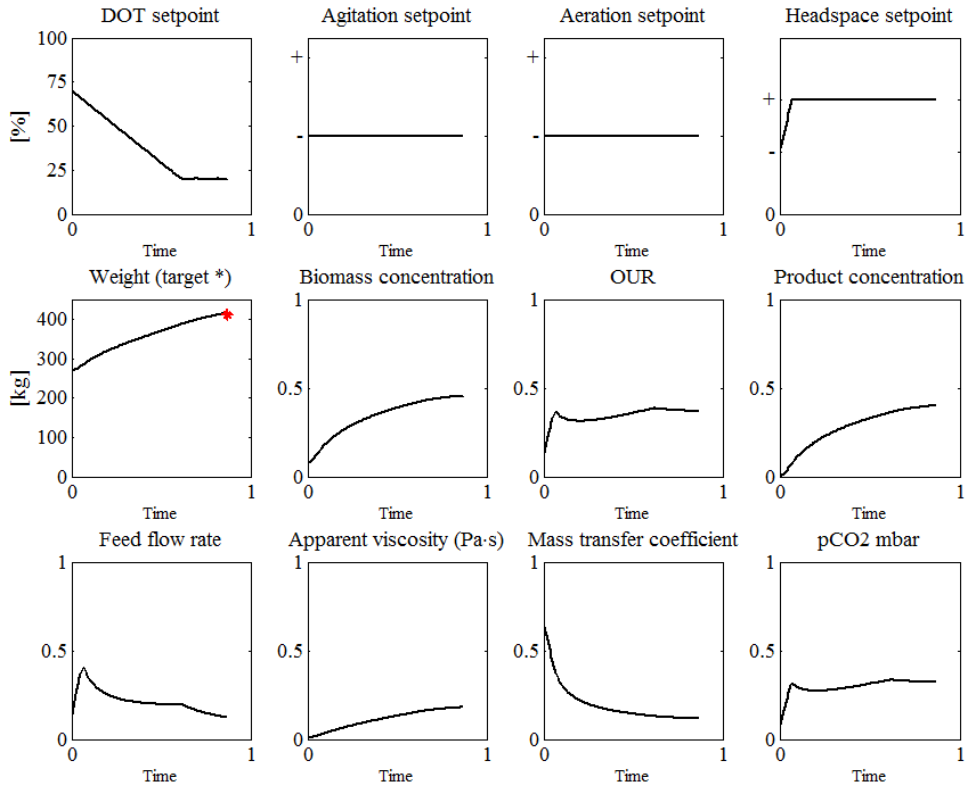 DOT setpoint
Agitation setpoint
Aeration setpoint
Headspace setpoint
[%]
100
75
50
25
0
0
1
Time
+
-
0
0
1
Time
+
-
0
0
1
Time
+
-
0
0
1
Time
Weight (target *)
Biomass concentration
OUR
Product concentration
[kg]
400
300
200
100
0
0
1
Time
1
0.5
0
0
1
Time
1
0.5
0
0
1
Time
1
0.5
0
0
1
Time
Feed flow rate
Apparent viscosity (Pa·s)
Mass transfer coefficient
pCO2 mbar
1
0.5
0
0
1
Time
1
0.5
0
0
1
Time
1
0.5
0
0
1
Time
1
0.5
0
0
1
Time